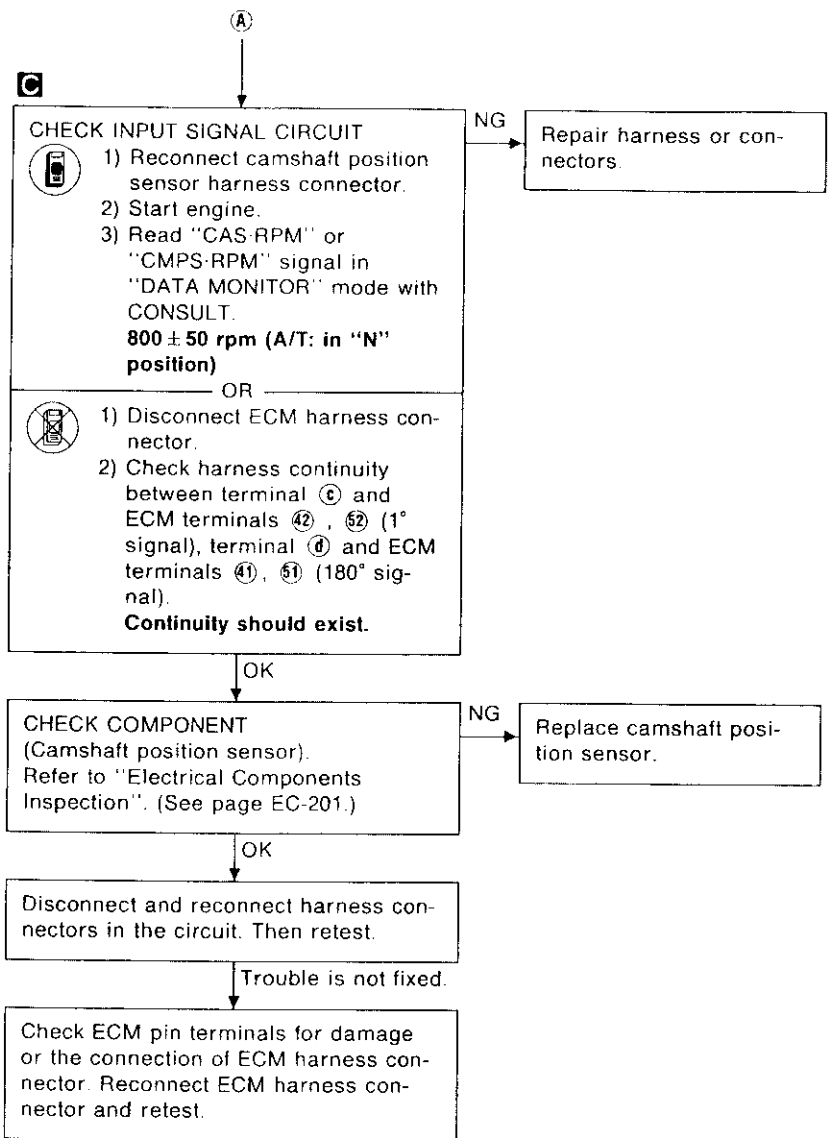 Ⓐ
C
CHECK INPUT SIGNAL CIRCUIT
1) Reconnect camshaft position
sensor harness connector.
2) Start engine.
3) Read "CAS·RPM" or
"CMPS·RPM" signal in
"DATA MONITOR" mode with
CONSULT.
800 ± 50 rpm (A/T: in "N"
position)
OR
1) Disconnect ECM harness con-
nector.
2) Check harness continuity
between terminal ⓒ and
ECM terminals ㊷, 52 (1°
signal), terminal ⓓ and ECM
terminals ㊶, 51 (180° sig-
nal).
Continuity should exist.
NG
Repair harness or con-
nectors.
OK
CHECK COMPONENT
(Camshaft position sensor).
Refer to "Electrical Components
Inspection". (See page EC-201.)
NG
Replace camshaft posi-
tion sensor.
OK
Disconnect and reconnect harness con-
nectors in the circuit. Then retest.
Trouble is not fixed.
Check ECM pin terminals for damage
or the connection of ECM harness con-
nector. Reconnect ECM harness con-
nector and retest.